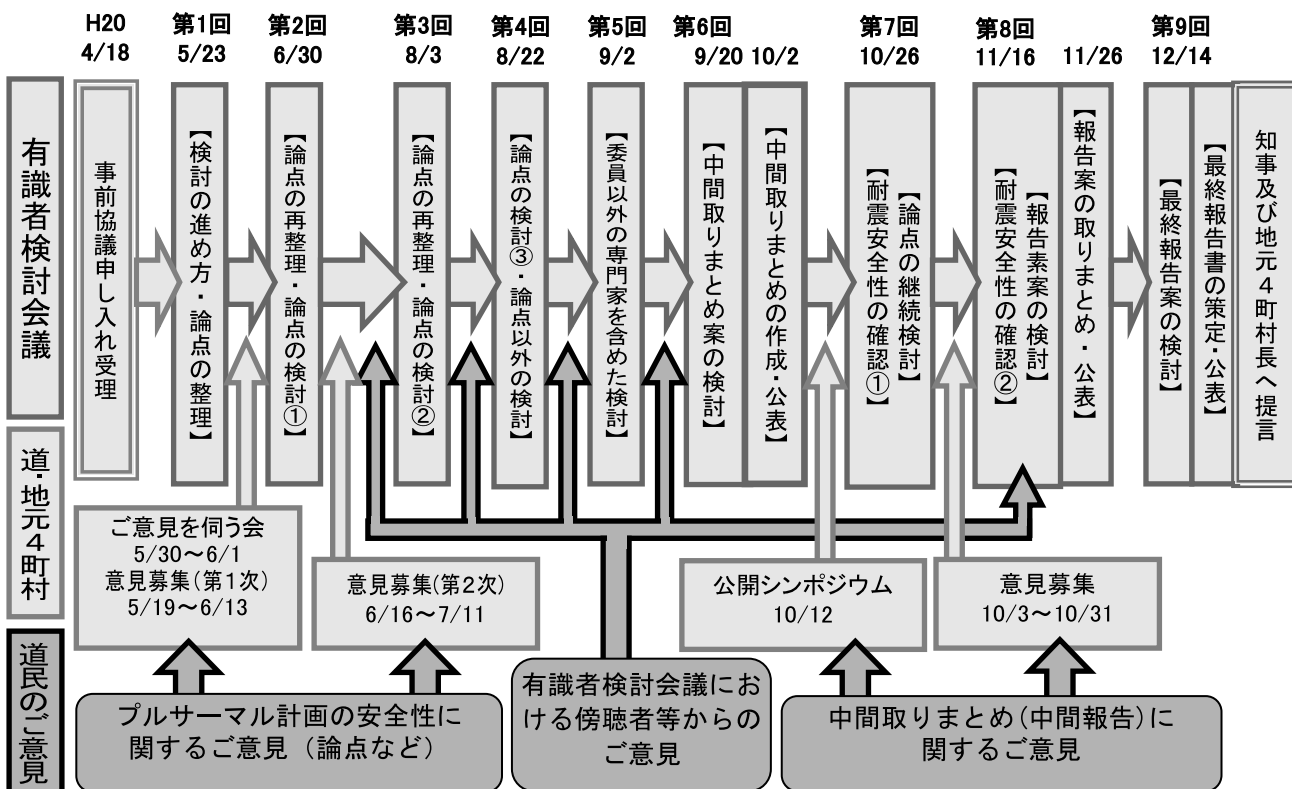 H20
4/18
第1回
5/23
第2回
6/30
第3回
8/3
第4回
8/22
第5回
9/2
第6回
9/20
10/2
第7回
10/26
第8回
11/16
11/26
第9回
12/14
有識者検討会議
事前協議申し入れ受理
【検討の進め方・論点の整理】
【論点の再整理・論点の検討①】
【論点の再整理・論点の検討②】
【論点の検討③・論点以外の検討】
【委員以外の専門家を含めた検討】
【中間取りまとめ案の検討】
【中間取りまとめの作成・公表】
【論点の継続検討】
【耐震安全性の確認①】
【報告素案の検討】
【耐震安全性の確認②】
【報告案の取りまとめ・公表】
【最終報告案の検討】
【最終報告書の策定・公表】
知事及び地元4町村長へ提言
道・地元4町村
ご意見を伺う会
5/30～6/1
意見募集(第1次)
5/19～6/13
意見募集(第2次)
6/16～7/11
公開シンポジウム
10/12
意見募集
10/3～10/31
道民のご意見
プルサーマル計画の安全性に
関するご意見（論点など）
有識者検討会議にお
ける傍聴者等からの
ご意見
中間取りまとめ(中間報告)に
関するご意見